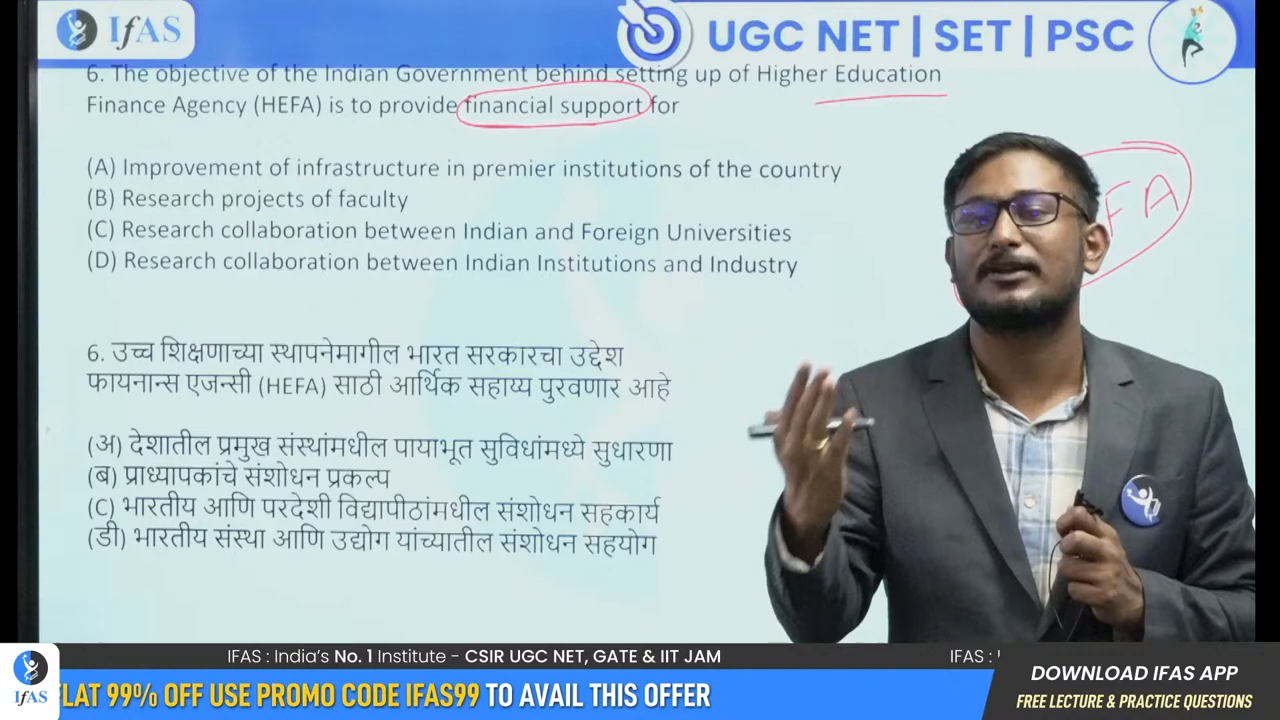 IfAS
UGC NET | SET | PSC
6. The objective of the Indian Government behind setting up of Higher Education
Finance Agency (HEFA) is to provide financial support for
(A) Improvement of infrastructure in premier institutions of the country
(B) Research projects of faculty
(C) Research collaboration between Indian and Foreign Universities
(D) Research collaboration between Indian Institutions and Industry
FA
6. उच्च शिक्षणाच्या स्थापनेमागील भारत सरकारचा उद्देश
फायनान्स एजन्सी (HEFA) साठी आर्थिक सहाय्य पुरवणार आहे
(अ) देशातील प्रमुख संस्थांमधील पायाभूत सुविधांमध्ये सुधारणा
(ब) प्राध्यापकांचे संशोधन प्रकल्प
(C) भारतीय आणि परदेशी विद्यापीठांमधील संशोधन सहकार्य
(डी) भारतीय संस्था आणि उद्योग यांच्यातील संशोधन सहयोग
IFAS : India's No. 1 Institute - CSIR UGC NET, GATE & IIT JAM
IFAS :
IfAS
FLAT 99% OFF USE PROMO CODE IFAS99 TO AVAIL THIS OFFER
DOWNLOAD IFAS APP
FREE LECTURE & PRACTICE QUESTIONS